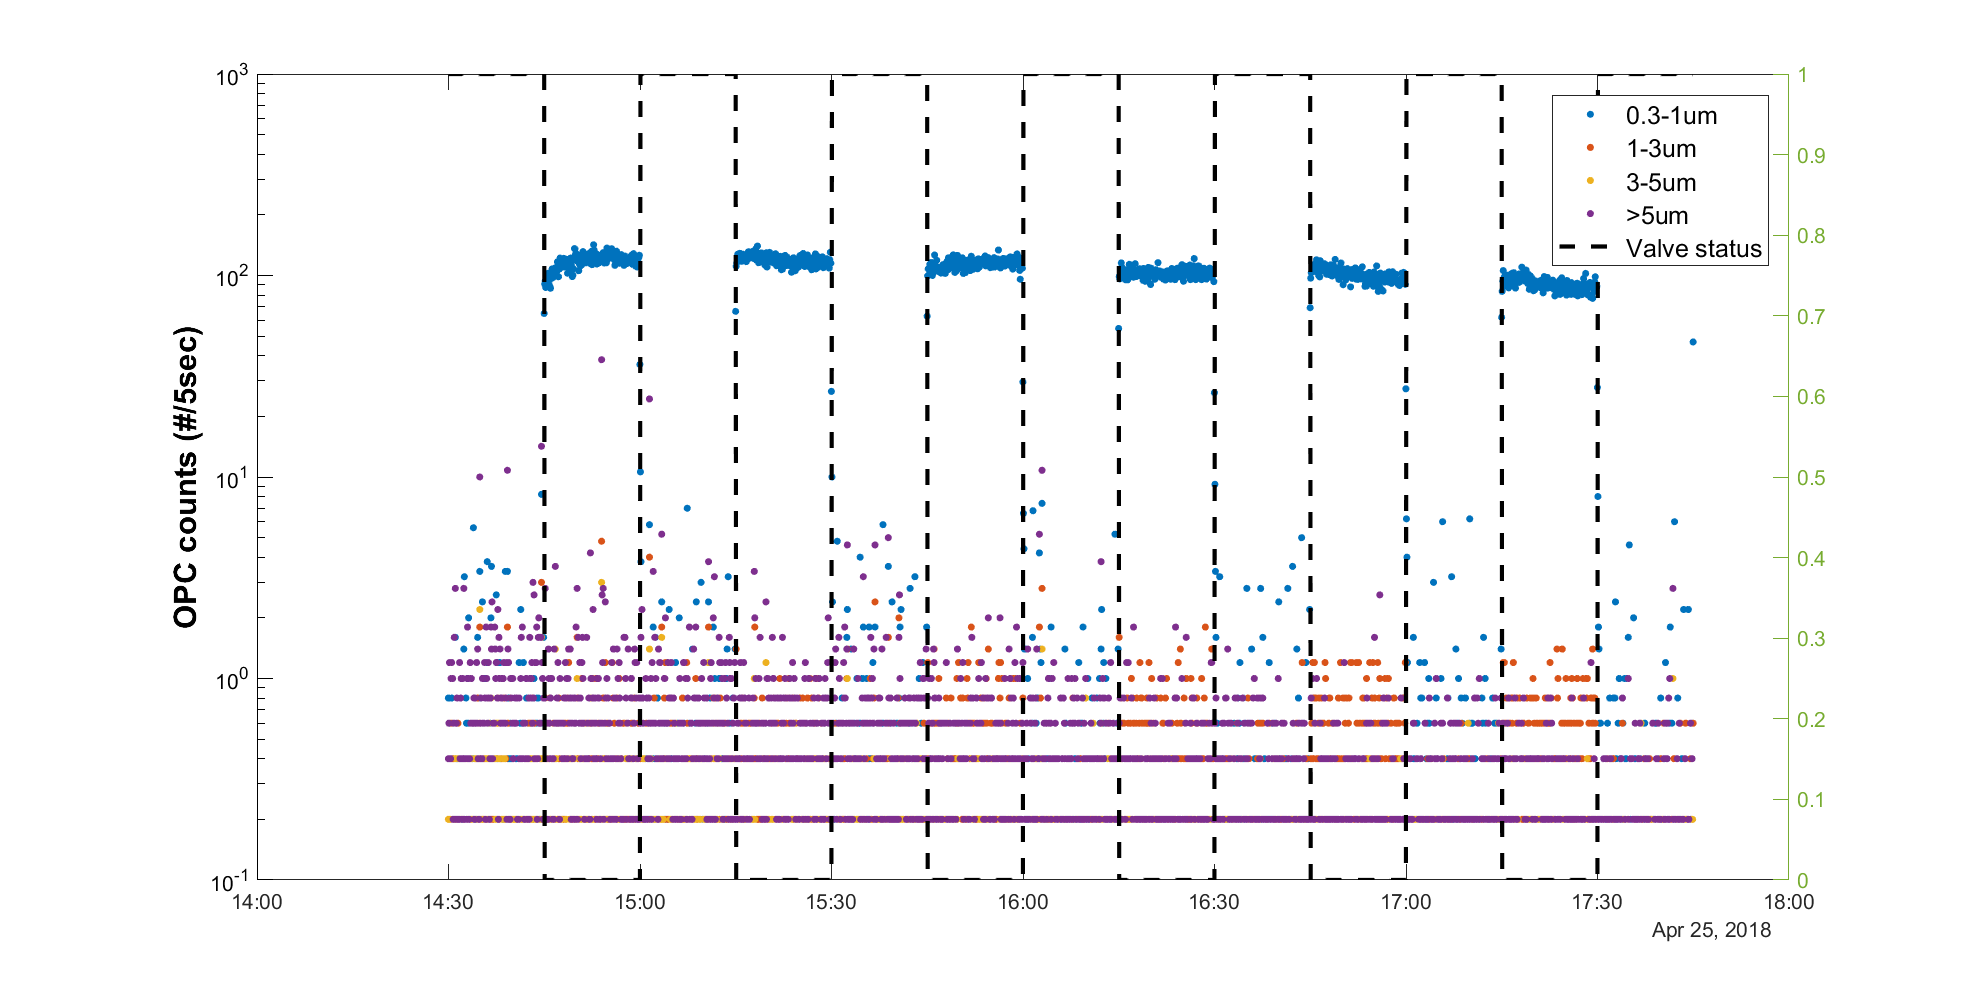 10^3
10^2
10^1
10^0
10^-1
OPC counts (#/5sec)
0.3-1um
1-3um
3-5um
>5um
Valve status
1
0.9
0.8
0.7
0.6
0.5
0.4
0.3
0.2
0.1
0
14:00 14:30 15:00 15:30 16:00 16:30 17:00 17:30 18:00
Apr 25, 2018